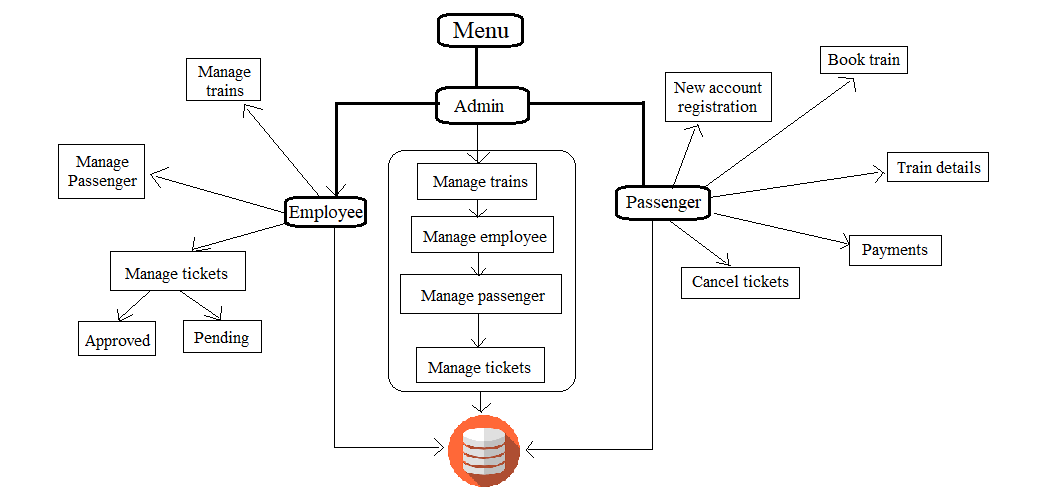 Menu
Admin
Manage
trains
Manage
Passenger
Employee
Manage tickets
Approved
Pending
Manage trains
Manage employee
Manage passenger
Manage tickets
New account
registration
Book train
Train details
Passenger
Payments
Cancel tickets